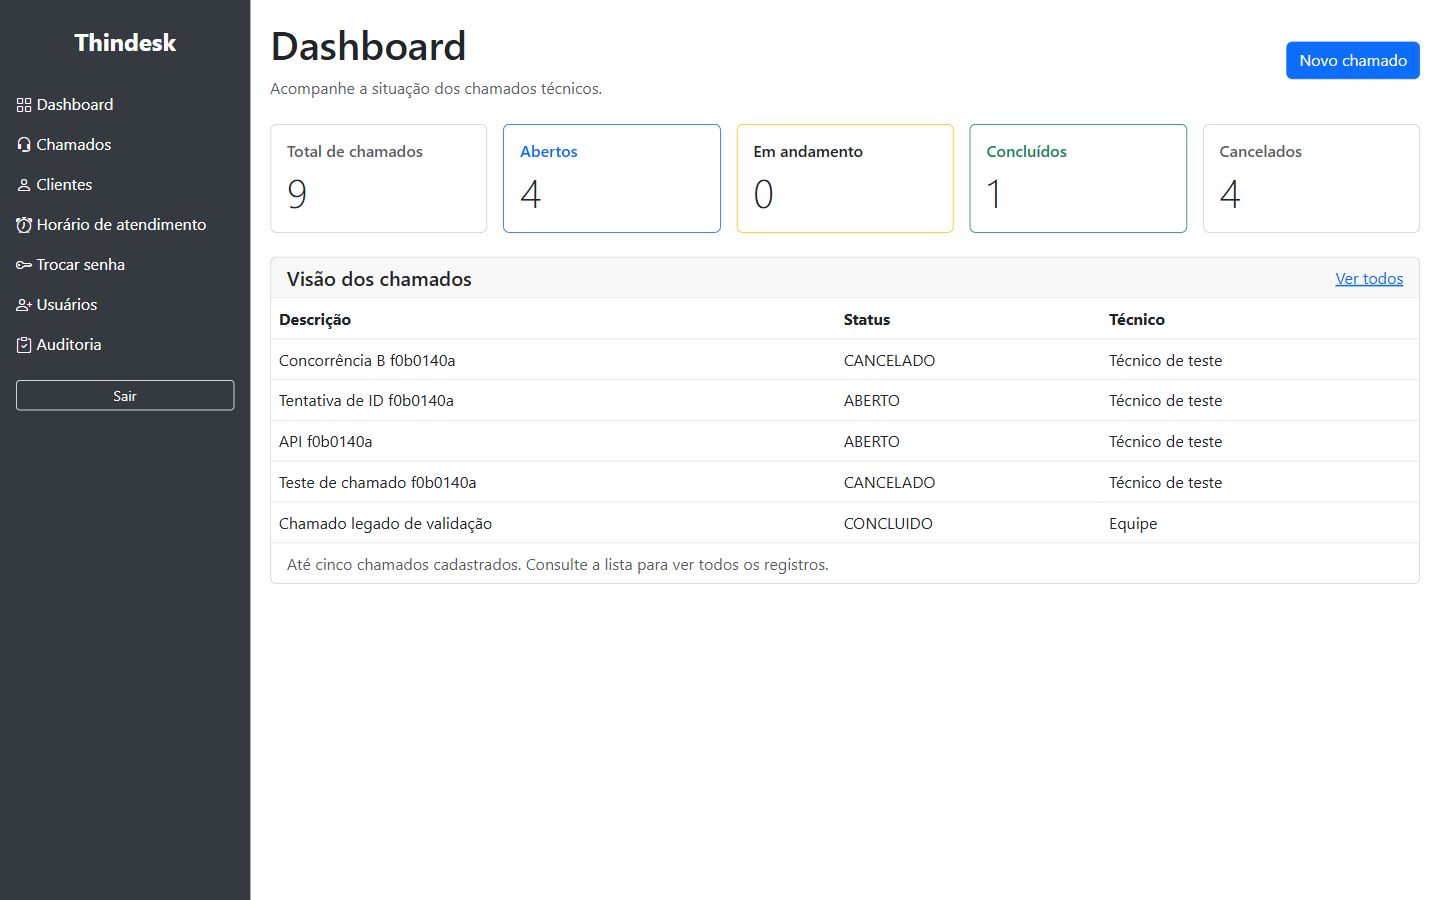 Thindesk
Dashboard
Chamados
Clientes
Horário de atendimento
Trocar senha
Usuários
Auditoria
Sair
Dashboard
Acompanhe a situação dos chamados técnicos.
Novo chamado
Total de chamados
9
Abertos
4
Em andamento
0
Concluídos
1
Cancelados
4
Visão dos chamados Ver todos
Descrição Status Técnico
Concorrência B f0b0140a CANCELADO Técnico de teste
Tentativa de ID f0b0140a ABERTO Técnico de teste
API f0b0140a ABERTO Técnico de teste
Teste de chamado f0b0140a CANCELADO Técnico de teste
Chamado legado de validação CONCLUIDO Equipe
Até cinco chamados cadastrados. Consulte a lista para ver todos os registros.